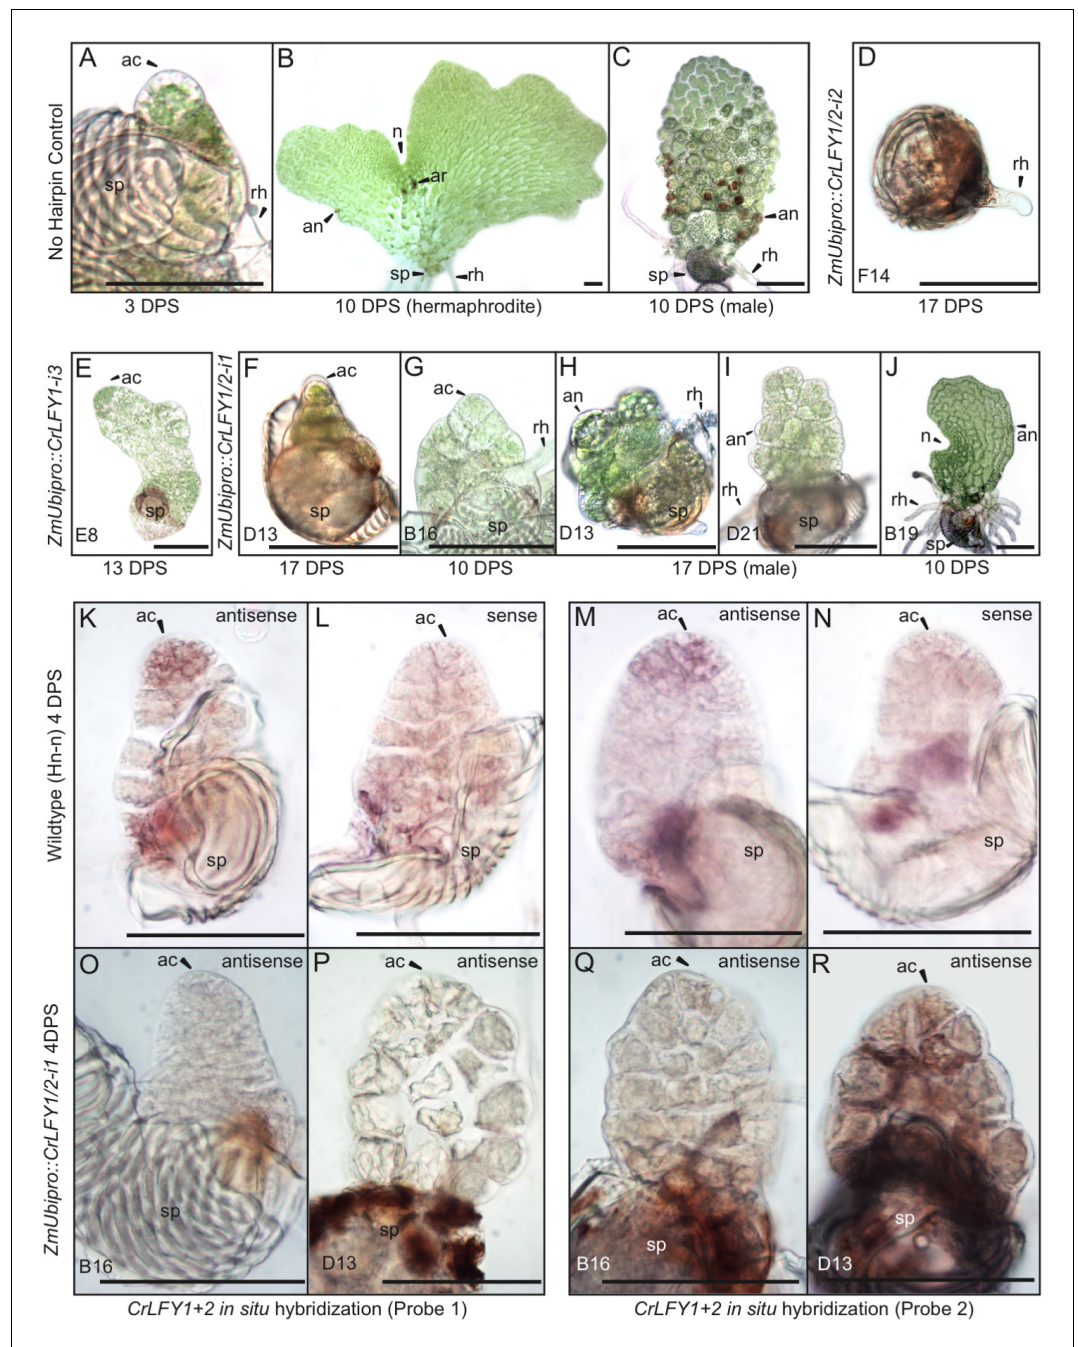 No Hairpin Control
A
ac
sp
rh
3 DPS
B
n
ar
an
sp
rh
10 DPS (hermaphrodite)
C
an
rh
sp
10 DPS (male)
ZmUbipro::CrLFY1/2-i2
D
rh
F14
17 DPS
ZmUbipro::CrLFY1-i3
E
ac
sp
E8
13 DPS
ZmUbipro::CrLFY1/2-i1
F
ac
sp
D13
17 DPS
G
ac
rh
sp
B16
10 DPS
H
an
rh
sp
D13
I
an
rh
sp
D21
17 DPS (male)
J
n
an
rh
B19
sp
10 DPS
Wildtype (Hn-n) 4 DPS
K
ac
antisense
sp
L
ac
sense
sp
M
ac
antisense
sp
N
ac
sense
sp
ZmUbipro::CrLFY1/2-i1 4DPS
O
ac
antisense
sp
B16
P
ac
antisense
sp
D13
Q
ac
antisense
sp
B16
R
ac
antisense
sp
D13
CrLFY1+2 in situ hybridization (Probe 1)
CrLFY1+2 in situ hybridization (Probe 2)